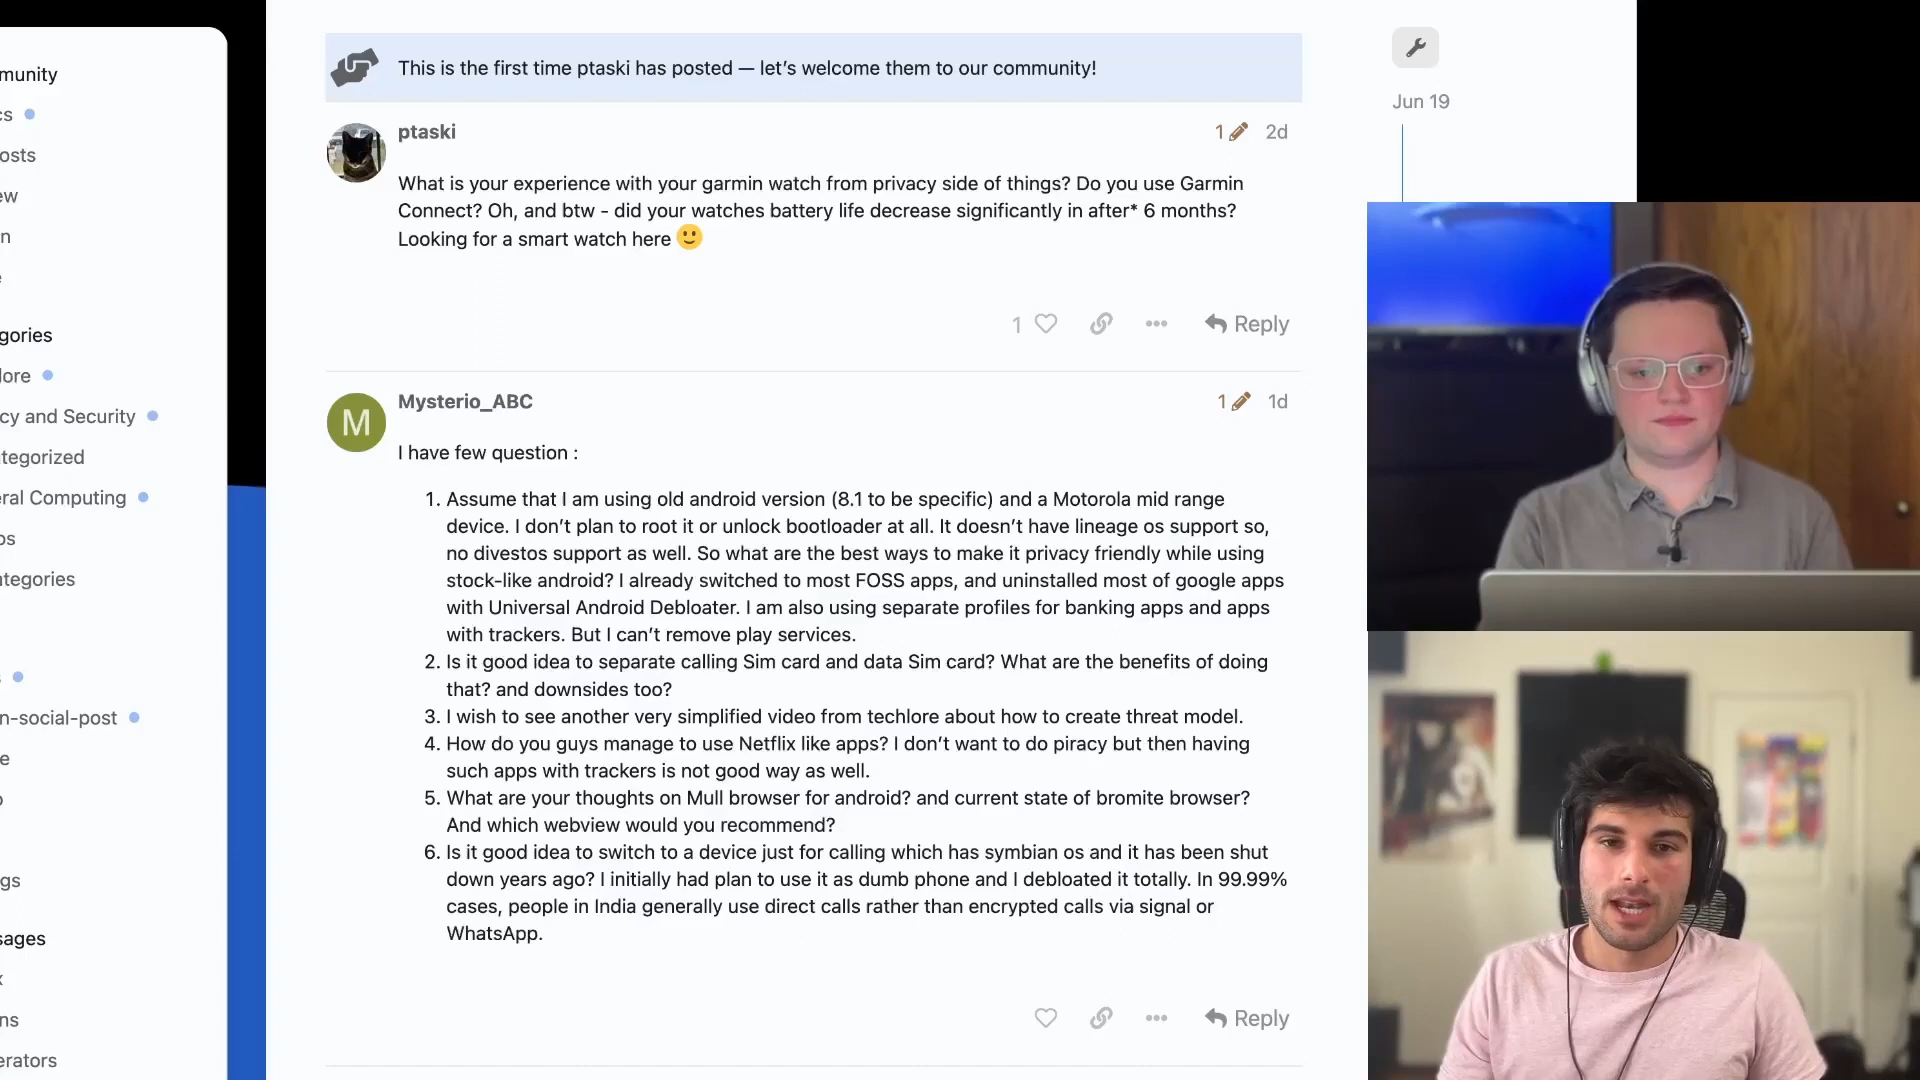 munity
cs
osts
ew
n
e
gories
lore
cy and Security
tegorized
eral Computing
os
ategories
s
n-social-post
e
o
gs
sages
x
ns
erators
This is the first time ptaski has posted — let’s welcome them to our community!
ptaski
1
2d
What is your experience with your garmin watch from privacy side of things? Do you use Garmin
Connect? Oh, and btw - did your watches battery life decrease significantly in after* 6 months?
Looking for a smart watch here 🙂
1
Reply
M
Mysterio_ABC
1
1d
I have few question :
1. Assume that I am using old android version (8.1 to be specific) and a Motorola mid range
device. I don’t plan to root it or unlock bootloader at all. It doesn’t have lineage os support so,
no divestos support as well. So what are the best ways to make it privacy friendly while using
stock-like android? I already switched to most FOSS apps, and uninstalled most of google apps
with Universal Android Debloater. I am also using separate profiles for banking apps and apps
with trackers. But I can’t remove play services.
2. Is it good idea to separate calling Sim card and data Sim card? What are the benefits of doing
that? and downsides too?
3. I wish to see another very simplified video from techlore about how to create threat model.
4. How do you guys manage to use Netflix like apps? I don’t want to do piracy but then having
such apps with trackers is not good way as well.
5. What are your thoughts on Mull browser for android? and current state of bromite browser?
And which webview would you recommend?
6. Is it good idea to switch to a device just for calling which has symbian os and it has been shut
down years ago? I initially had plan to use it as dumb phone and I debloated it totally. In 99.99%
cases, people in India generally use direct calls rather than encrypted calls via signal or
WhatsApp.
Reply
Jun 19